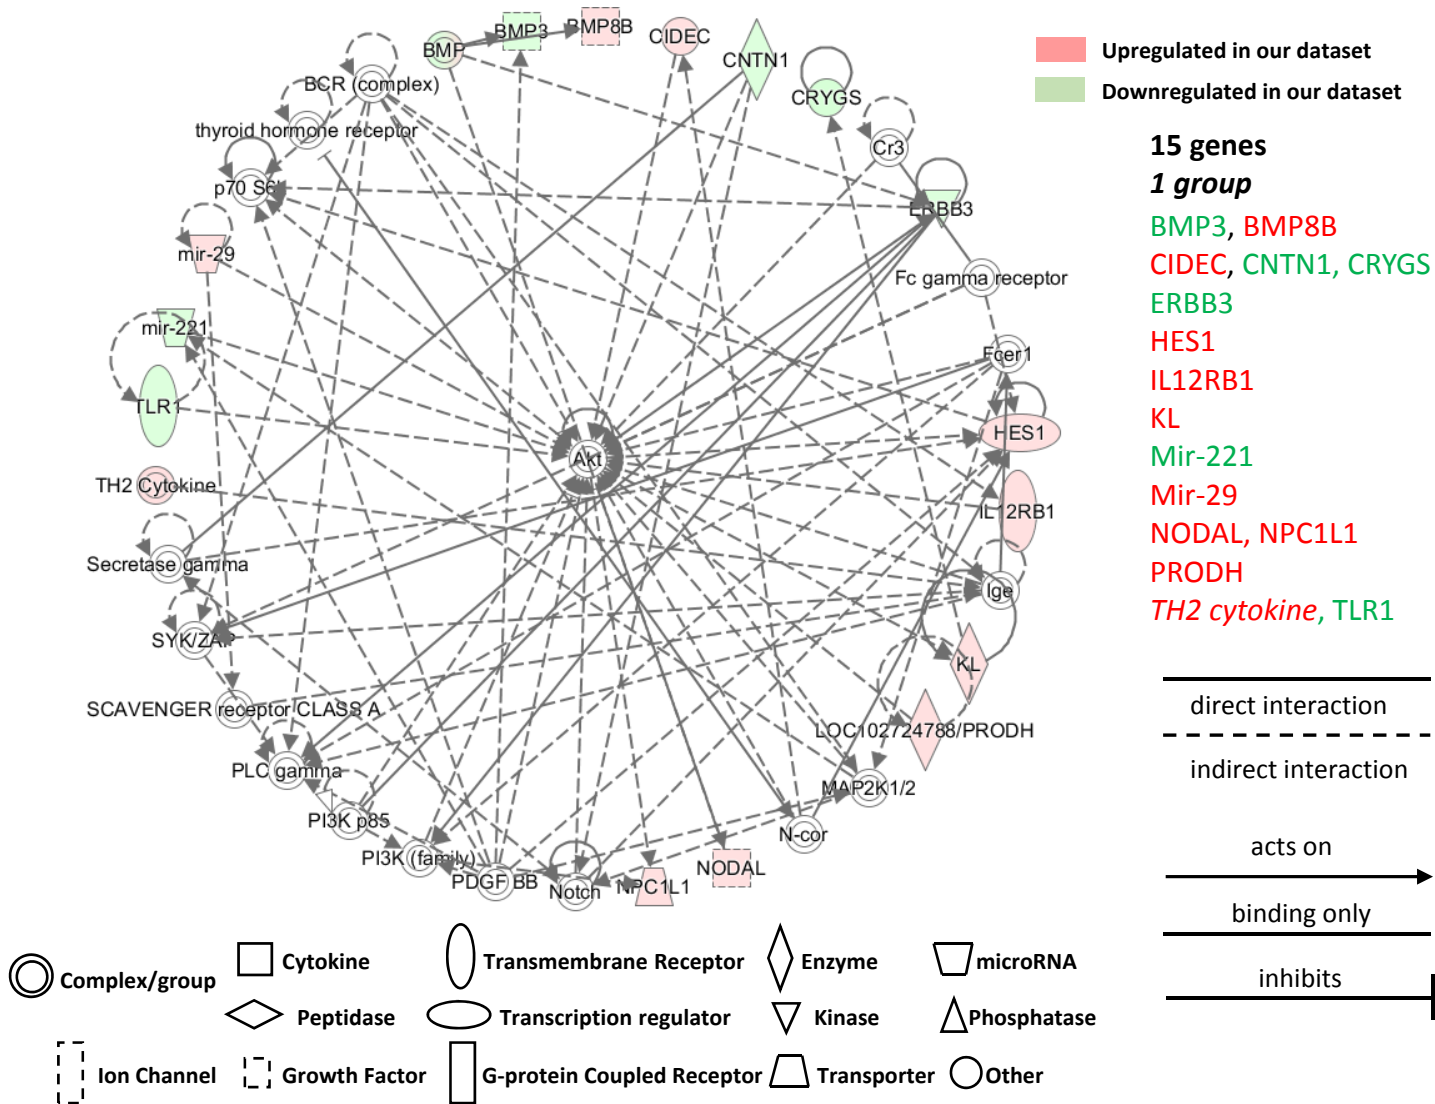 BMP
BMP3
BMP8B
CIDEC
CNTN1
CRYGS
Cr3
ERBB3
Fc gamma receptor
Fcer1
HES1
IL12RB1
Ige
KL
LOC102724788/PRODH
MAP2K1/2
N-cor
NODAL
NPC1L1
Notch
PDGF BB
PI3K (family)
PI3K p85
PLC gamma
SCAVENGER receptor CLASS A
SYK/ZAP
Secretase gamma
TH2 Cytokine
TLR1
mir-221
mir-29
p70 S6k
thyroid hormone receptor
BCR (complex)
Akt
Upregulated in our dataset
Downregulated in our dataset
15 genes
1 group
BMP3, BMP8B
CIDEC, CNTN1, CRYGS
ERBB3
HES1
IL12RB1
KL
Mir-221
Mir-29
NODAL, NPC1L1
PRODH
TH2 cytokine, TLR1
direct interaction
indirect interaction
acts on
binding only
inhibits
Complex/group
Cytokine
Transmembrane Receptor
Enzyme
microRNA
Peptidase
Transcription regulator
Kinase
Phosphatase
Ion Channel
Growth Factor
G-protein Coupled Receptor
Transporter
Other